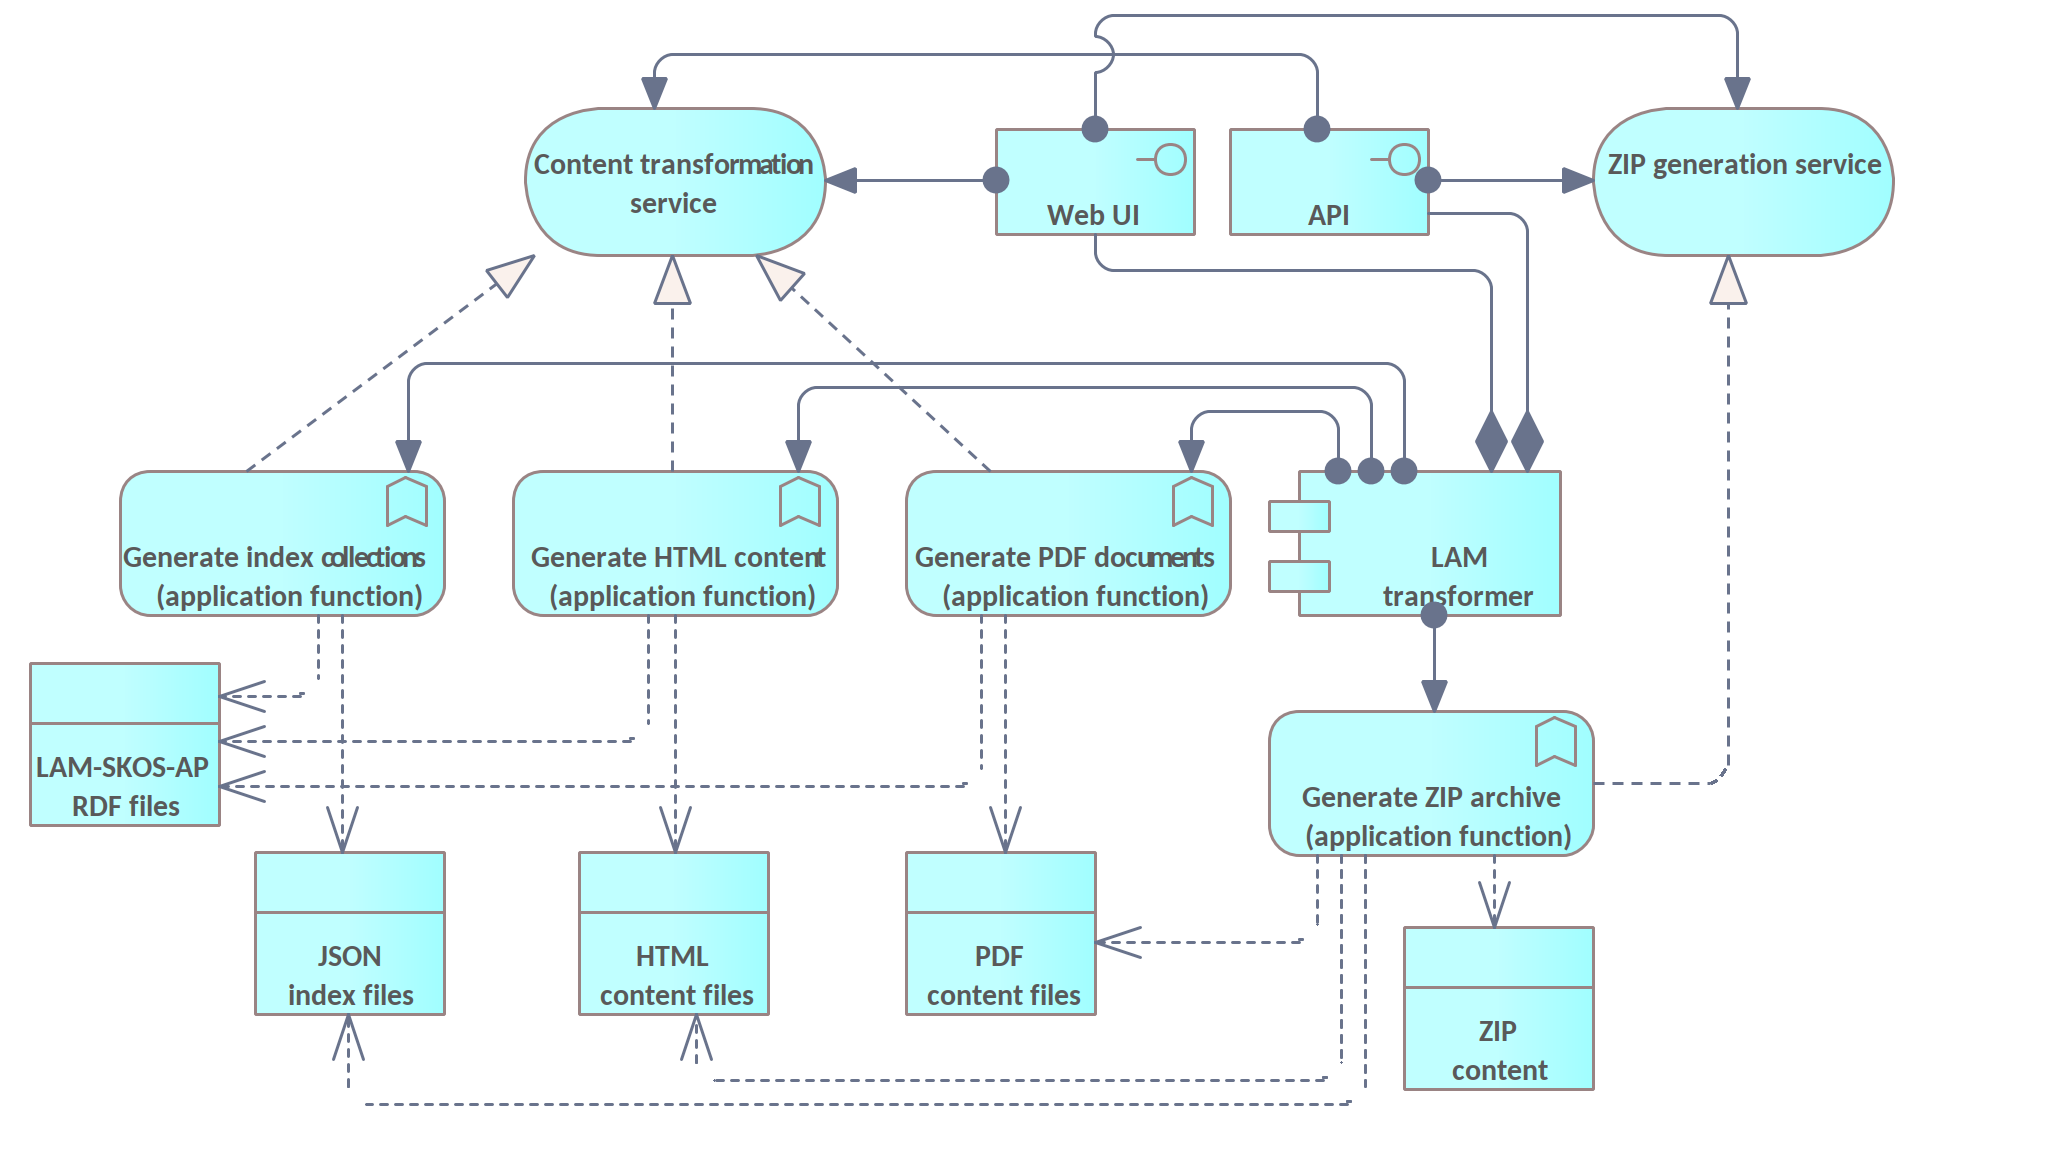 Content transformation
service
Web UI
API
ZIP generation service
Generate index collections
(application function)
Generate HTML content
(application function)
Generate PDF documents
(application function)
LAM
transformer
LAM-SKOS-AP
RDF files
Generate ZIP archive
(application function)
JSON
index files
HTML
content files
PDF
content files
ZIP
content